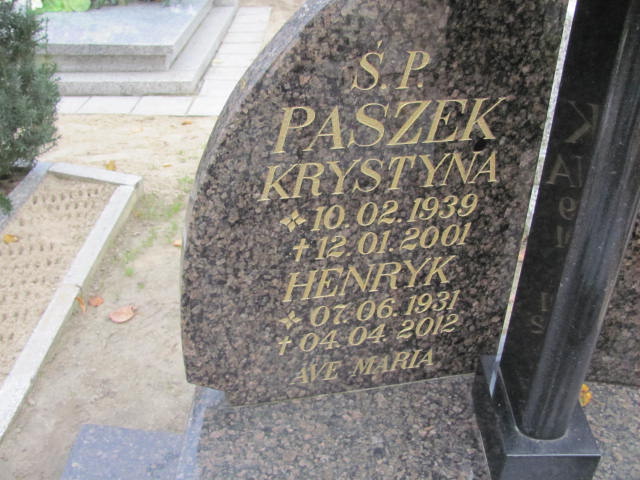 Ś.P.
PASZEK
KRYSTYNA
10.02.1939
†12.01.2001
HENRYK
07.06.1931
†04.04.2012
AVE MARIA